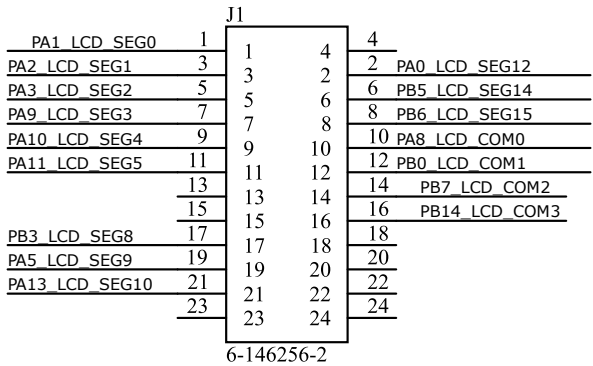 J1
PA1_LCD_SEG0 1 1 4 4
PA2_LCD_SEG1 3 3 2 2 PA0_LCD_SEG12
PA3_LCD_SEG2 5 5 6 6 PB5_LCD_SEG14
PA9_LCD_SEG3 7 7 8 8 PB6_LCD_SEG15
PA10_LCD_SEG4 9 9 10 10 PA8_LCD_COM0
PA11_LCD_SEG5 11 11 12 12 PB0_LCD_COM1
13 13 14 14 PB7_LCD_COM2
15 15 16 16 PB14_LCD_COM3
PB3_LCD_SEG8 17 17 18 18
PA5_LCD_SEG9 19 19 20 20
PA13_LCD_SEG10 21 21 22 22
23 23 24 24
6-146256-2